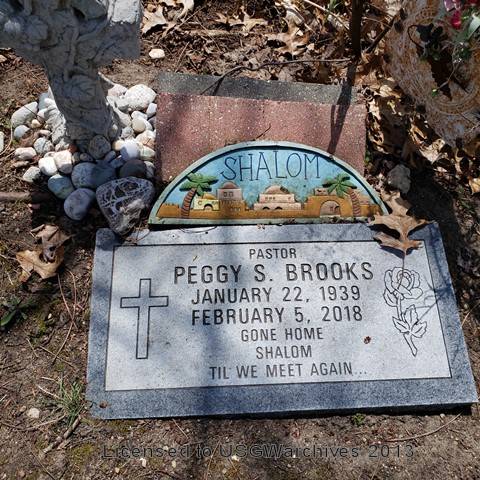 SHALOM
PASTOR
PEGGY S. BROOKS
JANUARY 22, 1939
FEBRUARY 5, 2018
GONE HOME
SHALOM
TIL WE MEET AGAIN...
Licensed to USGWarchives 2013